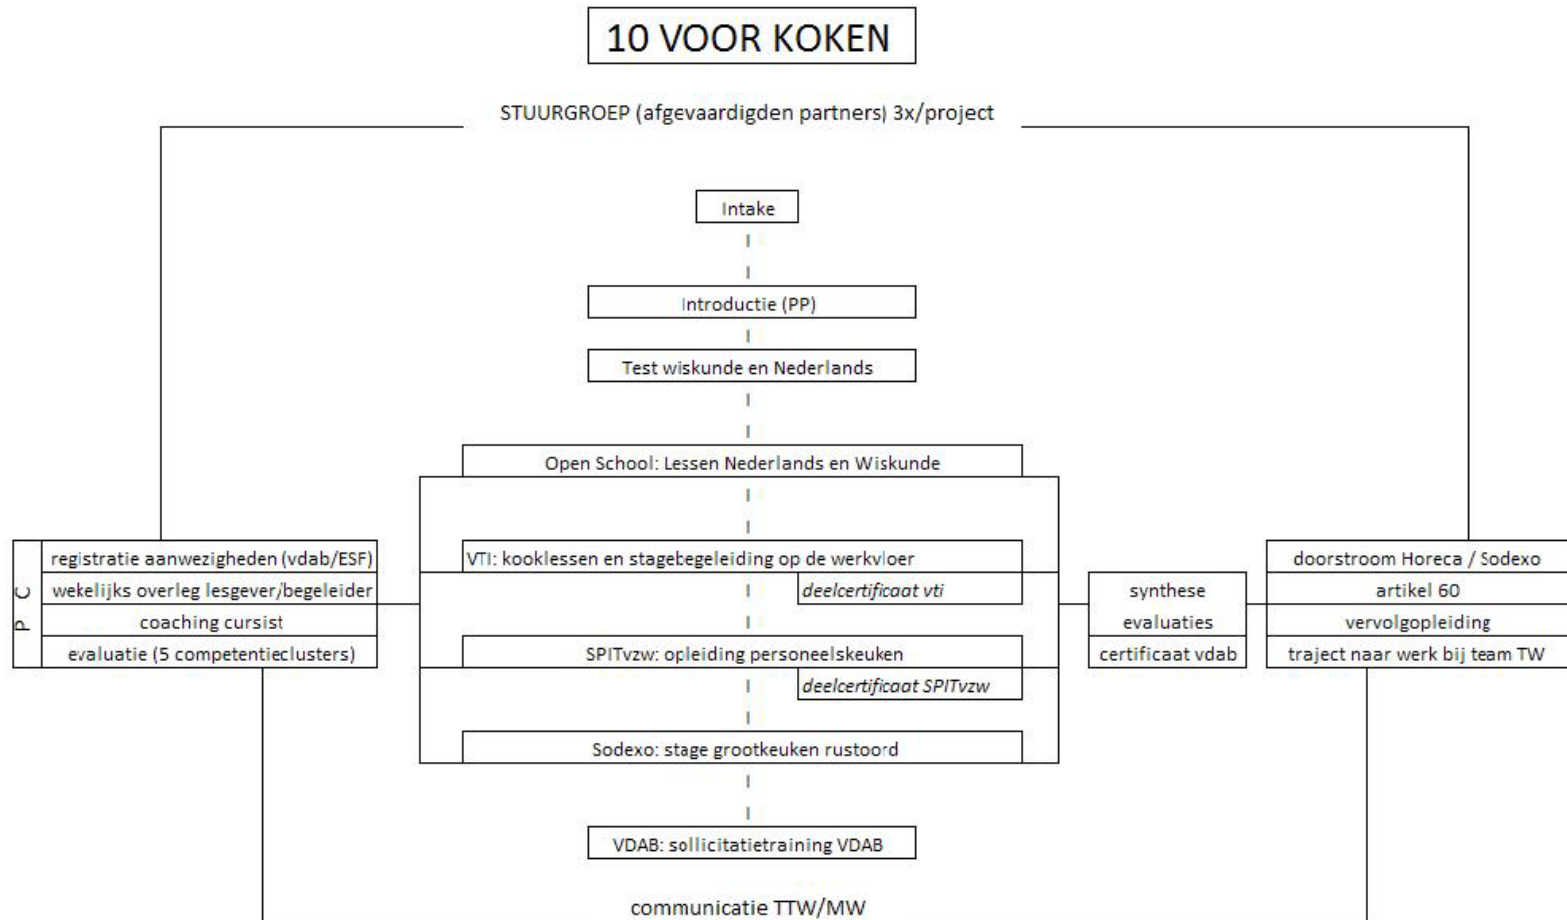 10 VOOR KOKEN
STUURGROEP (afgevaardigden partners) 3x/project
Intake
Introductie (PP)
Test wiskunde en Nederlands
Open School: Lessen Nederlands en Wiskunde
P C
registratie aanwezigheden (vdab/ESF)
wekelijks overleg lesgever/begeleider
coaching cursist
evaluatie (5 competentieclusters)
VTI: kooklessen en stagebegeleiding op de werkvloer
deelcertificaat vti
SPITvzw: opleiding personeelskeuken
deelcertificaat SPITvzw
Sodexo: stage grootkeuken rustoord
synthese
evaluaties
certificaat vdab
doorstroom Horeca / Sodexo
artikel 60
vervolgopleiding
traject naar werk bij team TW
VDAB: sollicitatietraining VDAB
communicatie TTW/MW